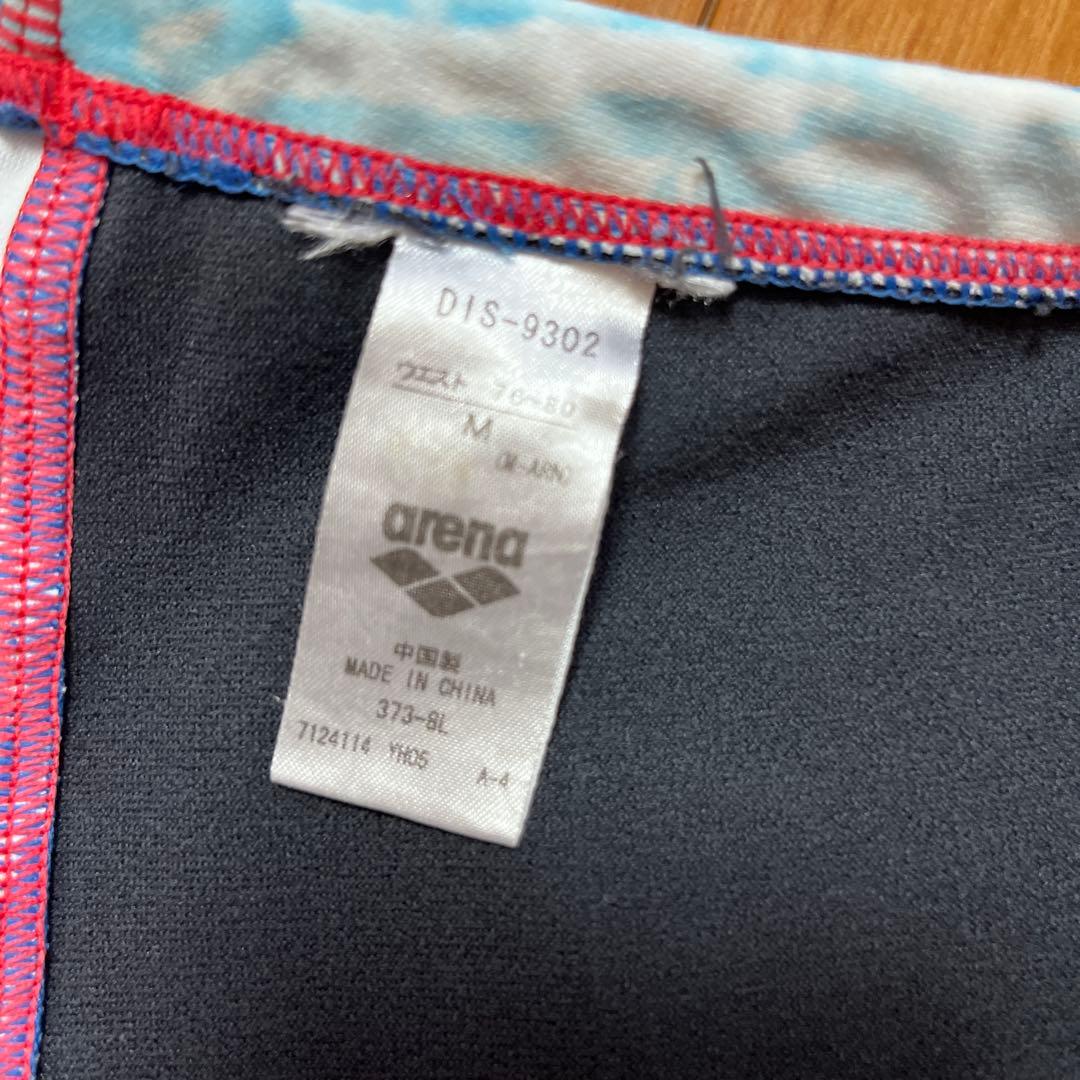 DIS-9302
ウエスト 76~80
M
(M-ARN)
arena
中国製
MADE IN CHINA
373-8L
7124114 YH05 A-4